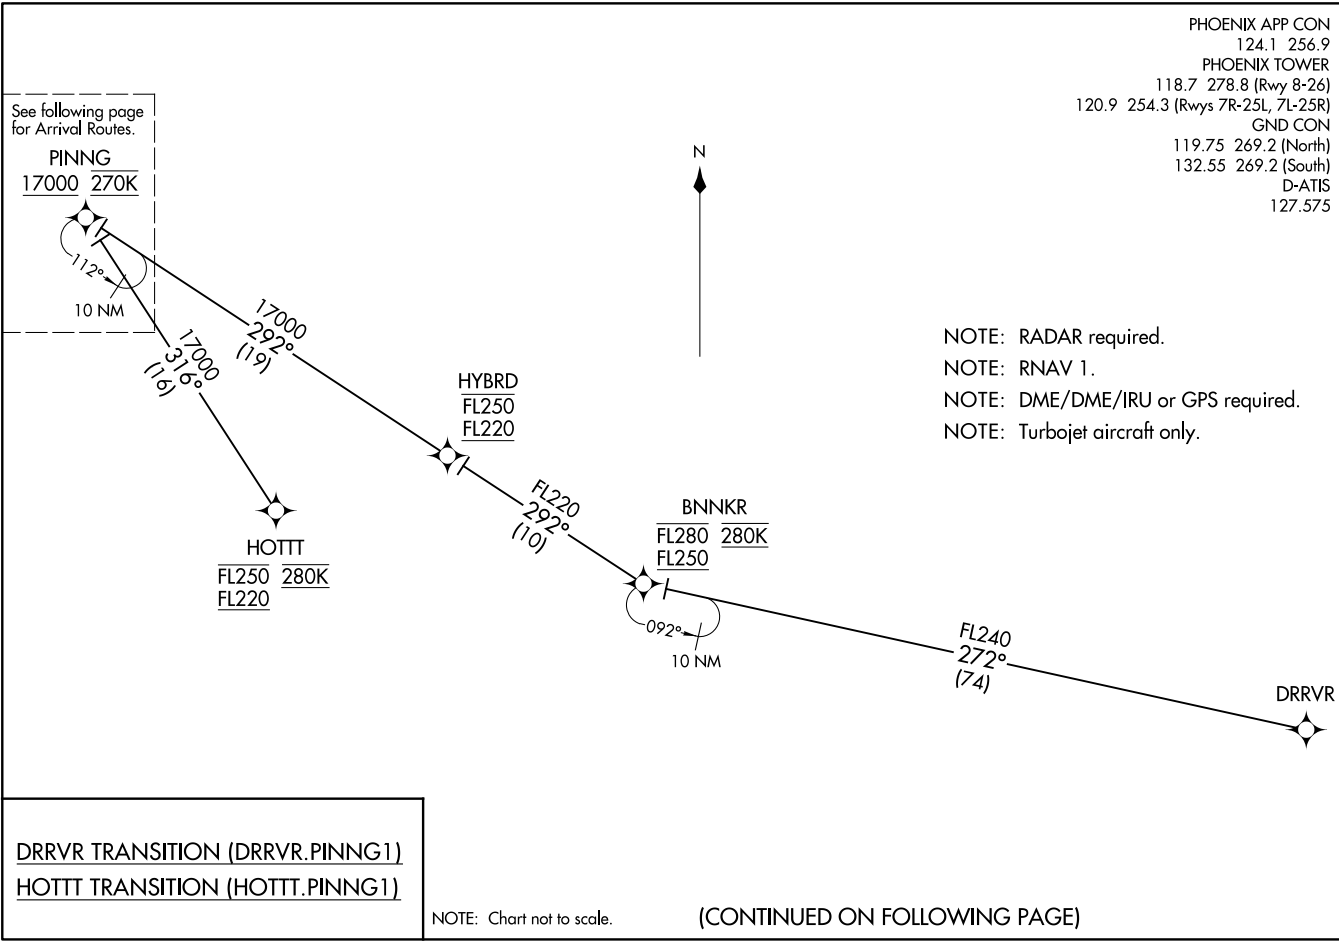 PHOENIX APP CON
124.1 256.9
PHOENIX TOWER
118.7 278.8 (Rwy 8-26)
120.9 254.3 (Rwys 7R-25L, 7L-25R)
GND CON
119.75 269.2 (North)
132.55 269.2 (South)
D-ATIS
127.575
See following page
for Arrival Routes.
PINNG
17000 270K
112°
10 NM
N
17000
292°
(19)
17000
316°
(16)
HYBRD
FL250
FL220
NOTE: RADAR required.
NOTE: RNAV 1.
NOTE: DME/DME/IRU or GPS required.
NOTE: Turbojet aircraft only.
FL220
292°
(10)
HOTTT
FL250 280K
FL220
BNNKR
FL280 280K
FL250
092°
10 NM
FL240
272°
(74)
DRRVR
DRRVR TRANSITION (DRRVR.PINNG1)
HOTTT TRANSITION (HOTTT.PINNG1)
NOTE: Chart not to scale.
(CONTINUED ON FOLLOWING PAGE)